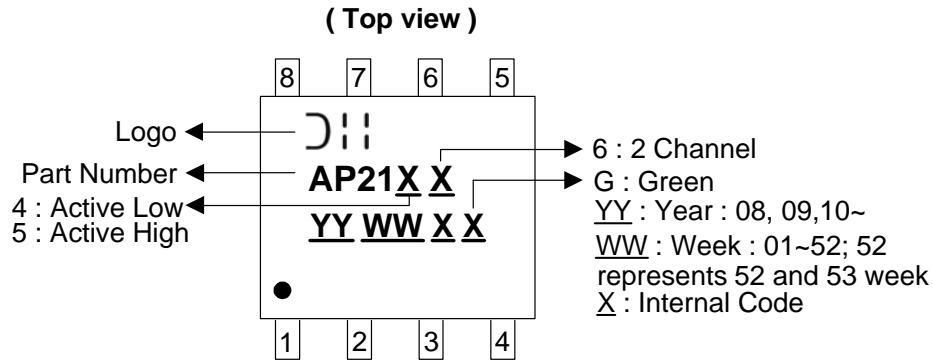 ( Top view )
8 7 6 5
Logo
Part Number
4 : Active Low
5 : Active High
AP21X X
YY WW X X
6 : 2 Channel
G : Green
YY : Year : 08, 09,10~
WW : Week : 01~52; 52
represents 52 and 53 week
X : Internal Code
1 2 3 4